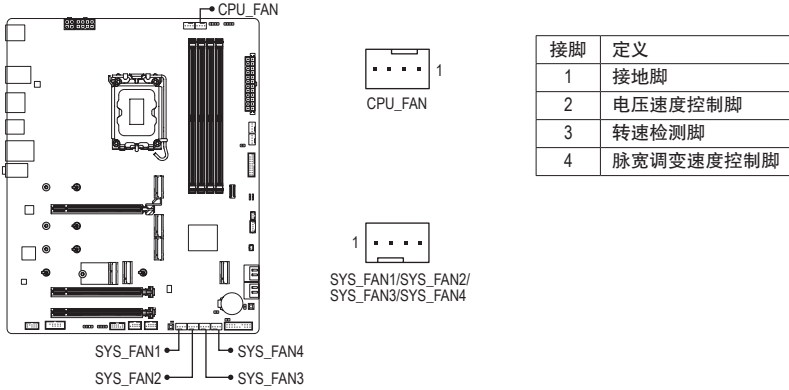 CPU_FAN
1
CPU_FAN
接脚 定义
1 接地脚
2 电压速度控制脚
3 转速检测脚
4 脉宽调变速度控制脚
1
SYS_FAN1/SYS_FAN2/
SYS_FAN3/SYS_FAN4
SYS_FAN1
SYS_FAN4
SYS_FAN2
SYS_FAN3